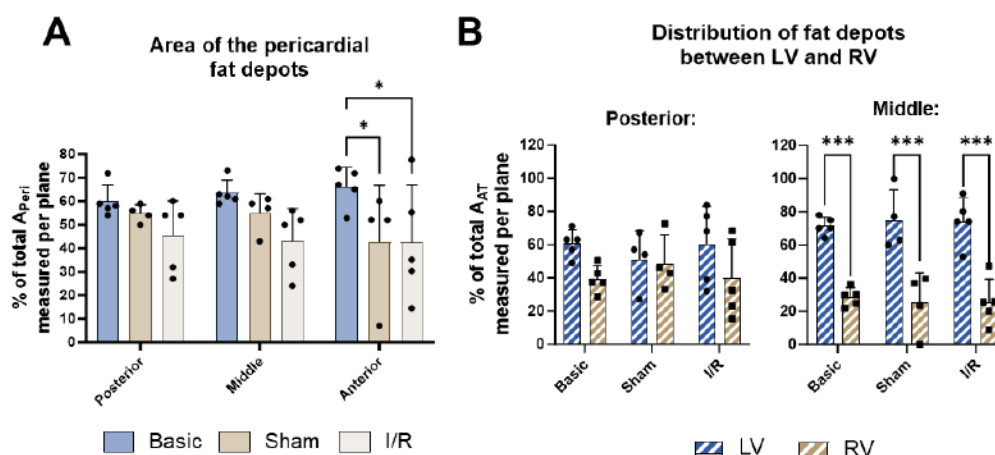 A
Area of the pericardial
fat depots
% of total APeri
measured per plane
80
70
60
50
40
30
20
10
0
*
*
Posterior
Middle
Anterior
Basic
Sham
I/R
B
Distribution of fat depots
between LV and RV
Posterior:
Middle:
% of total AAT
measured per plane
120
100
80
60
40
20
0
Basic
Sham
I/R
120
100
80
60
40
20
0
***
***
***
Basic
Sham
I/R
LV
RV